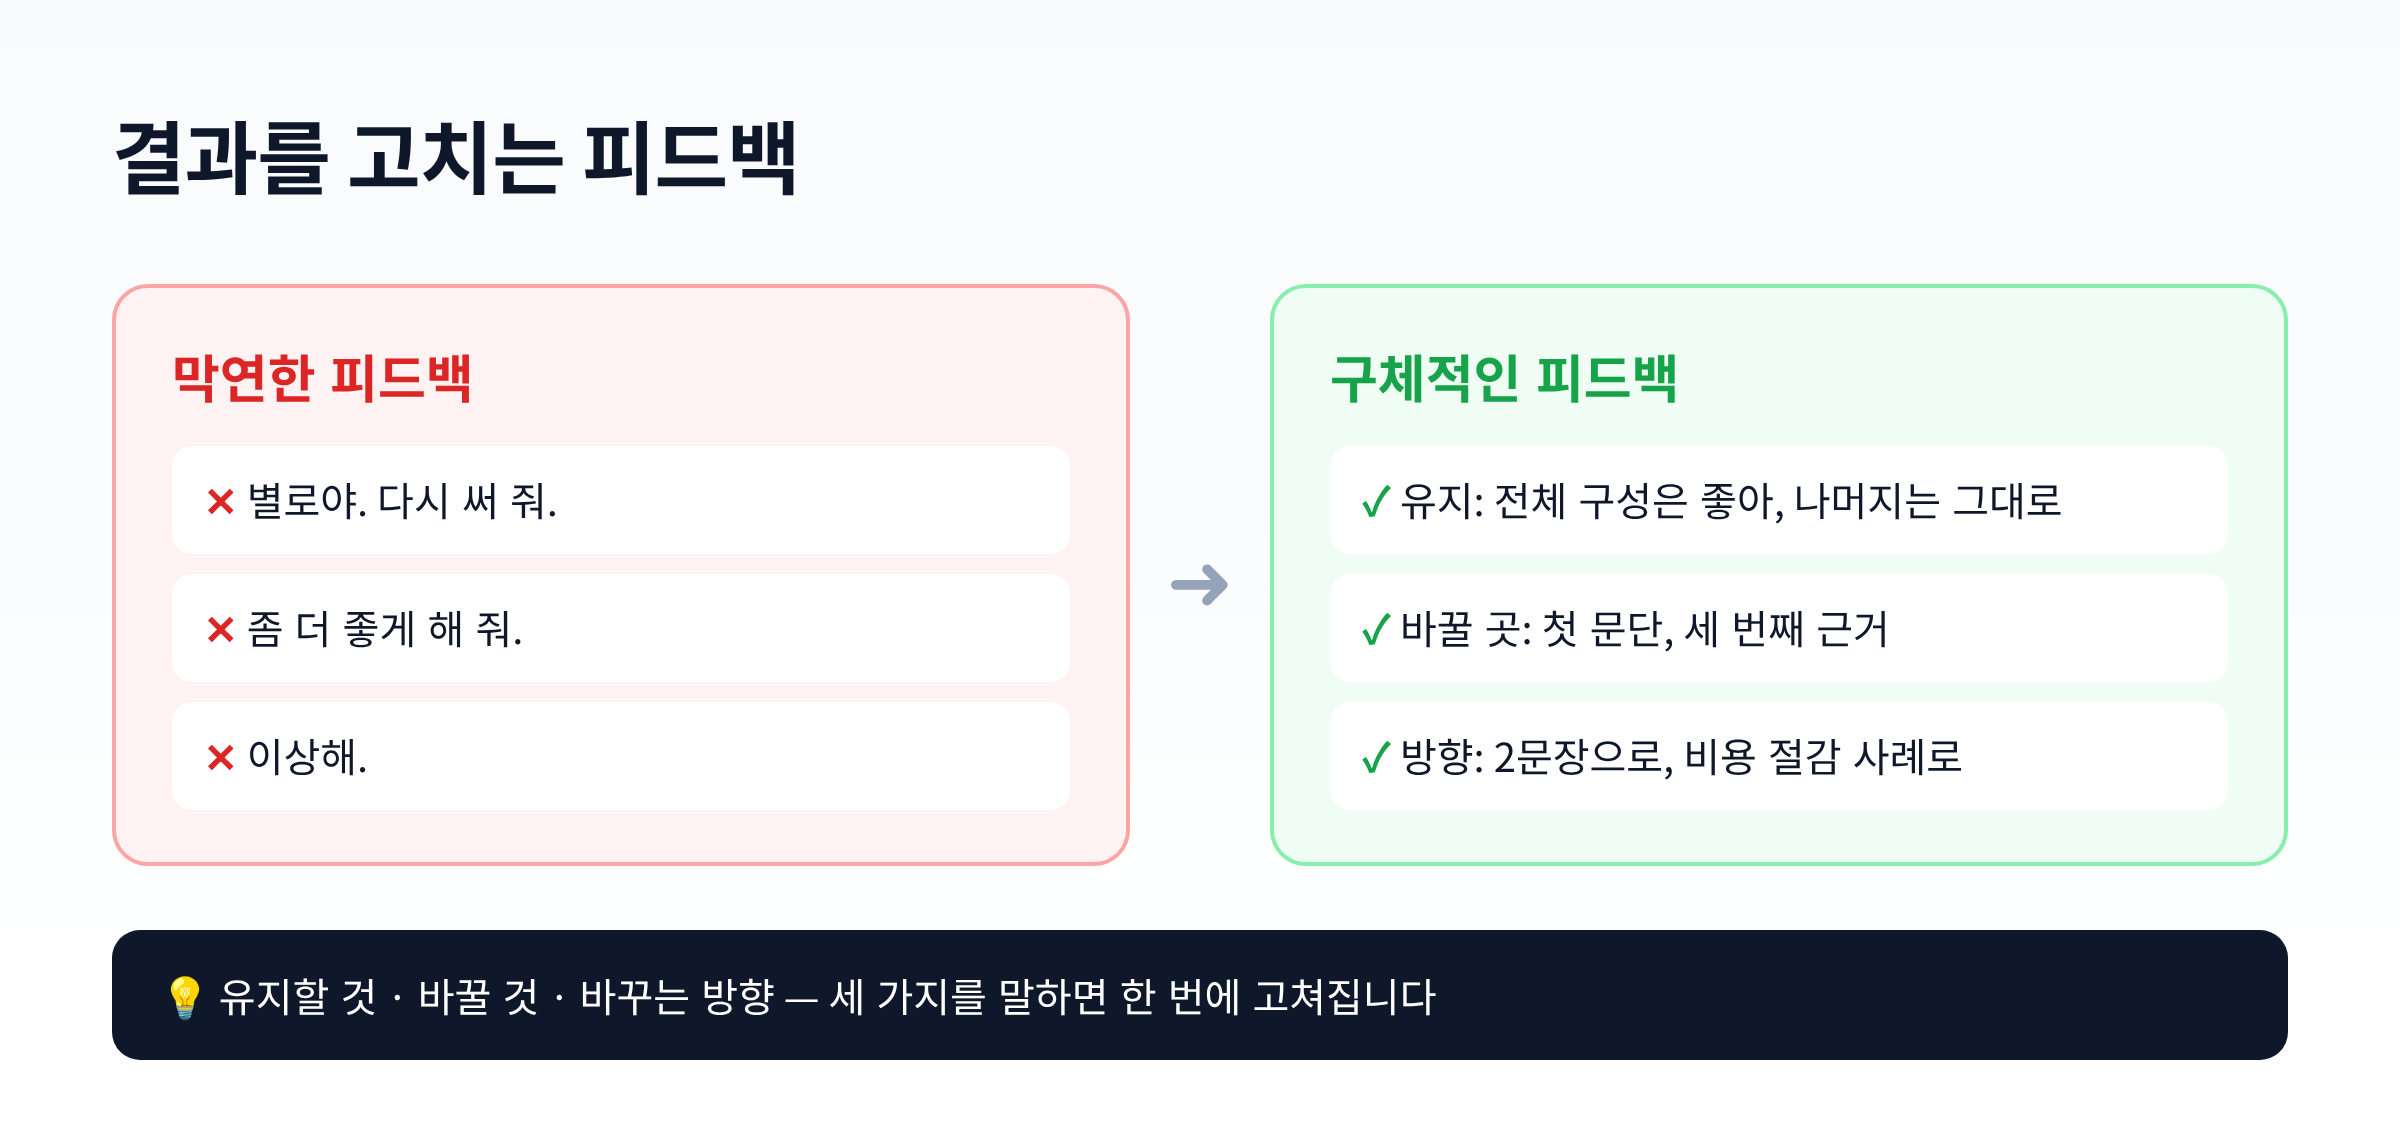 결과를 고치는 피드백
막연한 피드백
✕ 별로야. 다시 써 줘.
✕ 좀 더 좋게 해 줘.
✕ 이상해.
→
구체적인 피드백
✓ 유지: 전체 구성은 좋아, 나머지는 그대로
✓ 바꿀 곳: 첫 문단, 세 번째 근거
✓ 방향: 2문장으로, 비용 절감 사례로
💡 유지할 것 · 바꿀 것 · 바꾸는 방향 — 세 가지를 말하면 한 번에 고쳐집니다